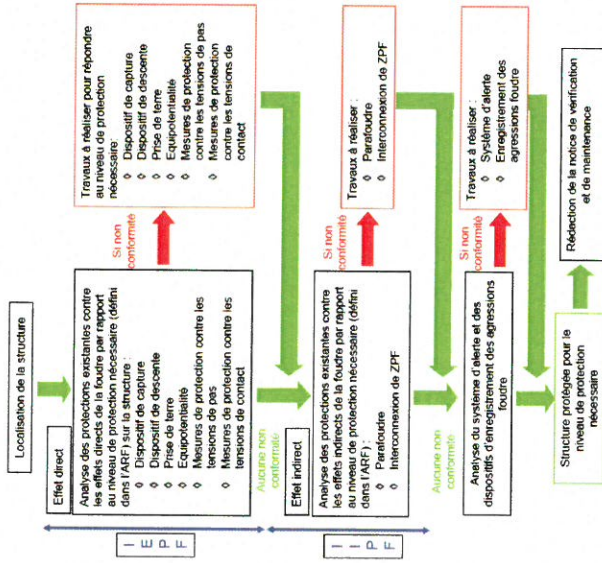 Localisation de la structure
Effet direct
Analyse des protections existantes contre
les effets directs de la foudre par rapport
au niveau de protection nécessaire (défini
dans l'ARF) sur la structure :
◊ Dispositif de capture
◊ Dispositif de descente
◊ Prise de terre
◊ Equipotentialité
◊ Mesures de protection contre les
tensions de pas
◊ Mesures de protection contre les
tensions de contact
Si non
conformité
Travaux à réaliser pour répondre
au niveau de protection
nécessaire:
◊ Dispositif de capture
◊ Dispositif de descente
◊ Prise de terre
◊ Equipotentialité
◊ Mesures de protection
contre les tensions de pas
◊ Mesures de protection
contre les tensions de
contact
I
E
P
F
Aucune non
conformité
Effet indirect
Analyse des protections existantes contre
les effets indirects de la foudre par rapport
au niveau de protection nécessaire (défini
dans l'ARF) :
◊ Parafoudre
◊ Interconnexion de ZPF
Si non
conformité
Travaux à réaliser :
◊ Parafoudre
◊ Interconnexion de ZPF
I
I
P
F
Aucune non
conformité
Analyse du système d'alerte et des
dispositifs d'enregistrement des agressions
foudre
Si non
conformité
Travaux à réaliser :
◊ Système d'alerte
◊ Enregistrement des
agressions foudre
Structure protégée pour le
niveau de protection
nécessaire
Rédaction de la notice de vérification
et de maintenance